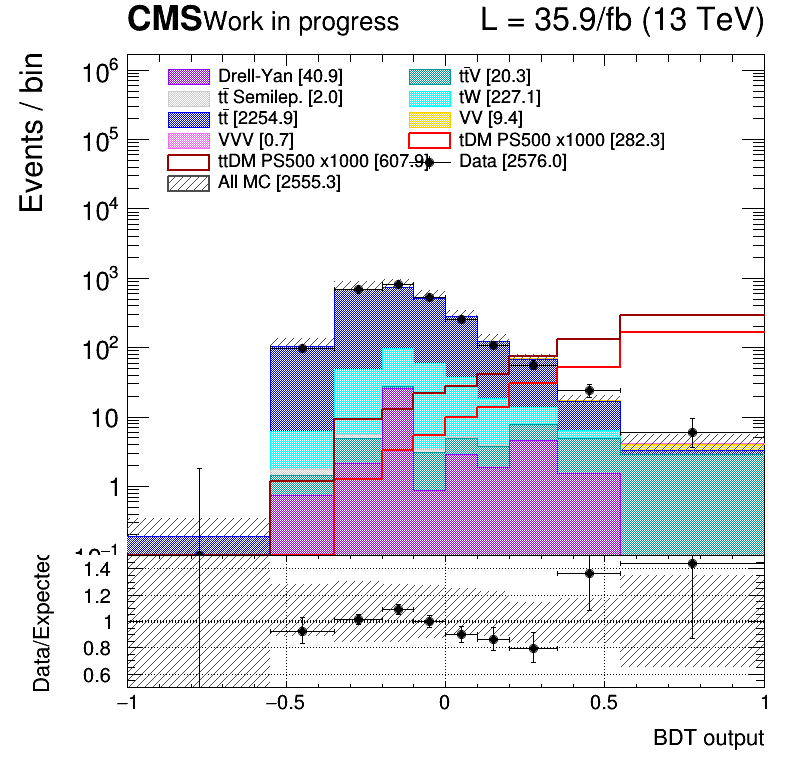 CMS Work in progress L = 35.9/fb (13 TeV)
Events / bin
10⁶
10⁵
10⁴
10³
10²
10
1
10⁻¹
Drell-Yan [40.9] tt̄V [20.3]
tt̄ Semilep. [2.0] tW [227.1]
tt̄ [2254.9] VV [9.4]
VVV [0.7] tDM PS500 x1000 [282.3]
ttDM PS500 x1000 [607.9] Data [2576.0]
All MC [2555.3]
Data/Expected
1.4
1.2
1
0.8
0.6
−1 −0.5 0 0.5 1
BDT output